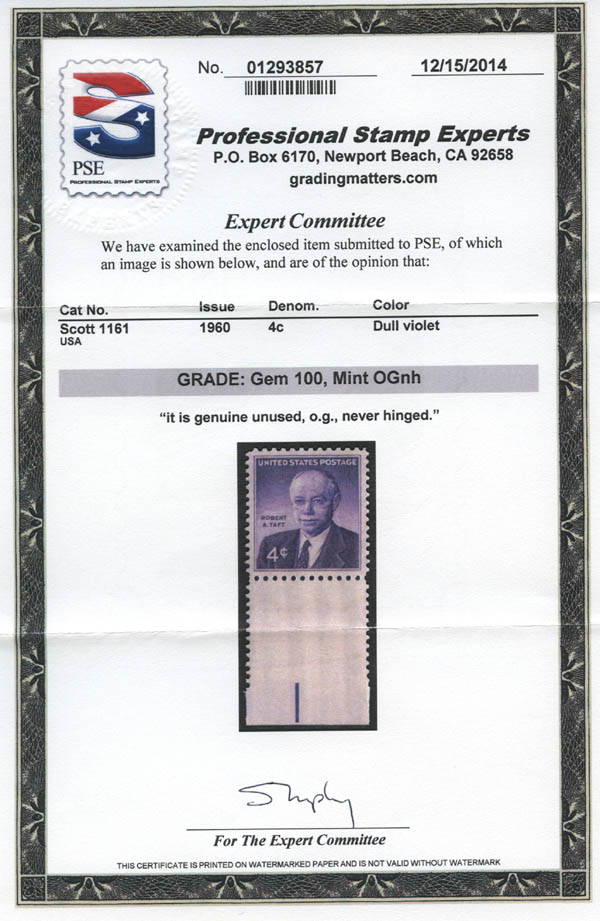 No. 01293857 12/15/2014
PSE
PROFESSIONAL STAMP EXPERTS
Professional Stamp Experts
P.O. Box 6170, Newport Beach, CA 92658
gradingmatters.com
Expert Committee
We have examined the enclosed item submitted to PSE, of which
an image is shown below, and are of the opinion that:
Cat No. Issue Denom. Color
Scott 1161 1960 4c Dull violet
USA
GRADE: Gem 100, Mint OGnh
“it is genuine unused, o.g., never hinged.”
UNITED STATES POSTAGE
ROBERT
A. TAFT
4¢
For The Expert Committee
THIS CERTIFICATE IS PRINTED ON WATERMARKED PAPER AND IS NOT VALID WITHOUT WATERMARK